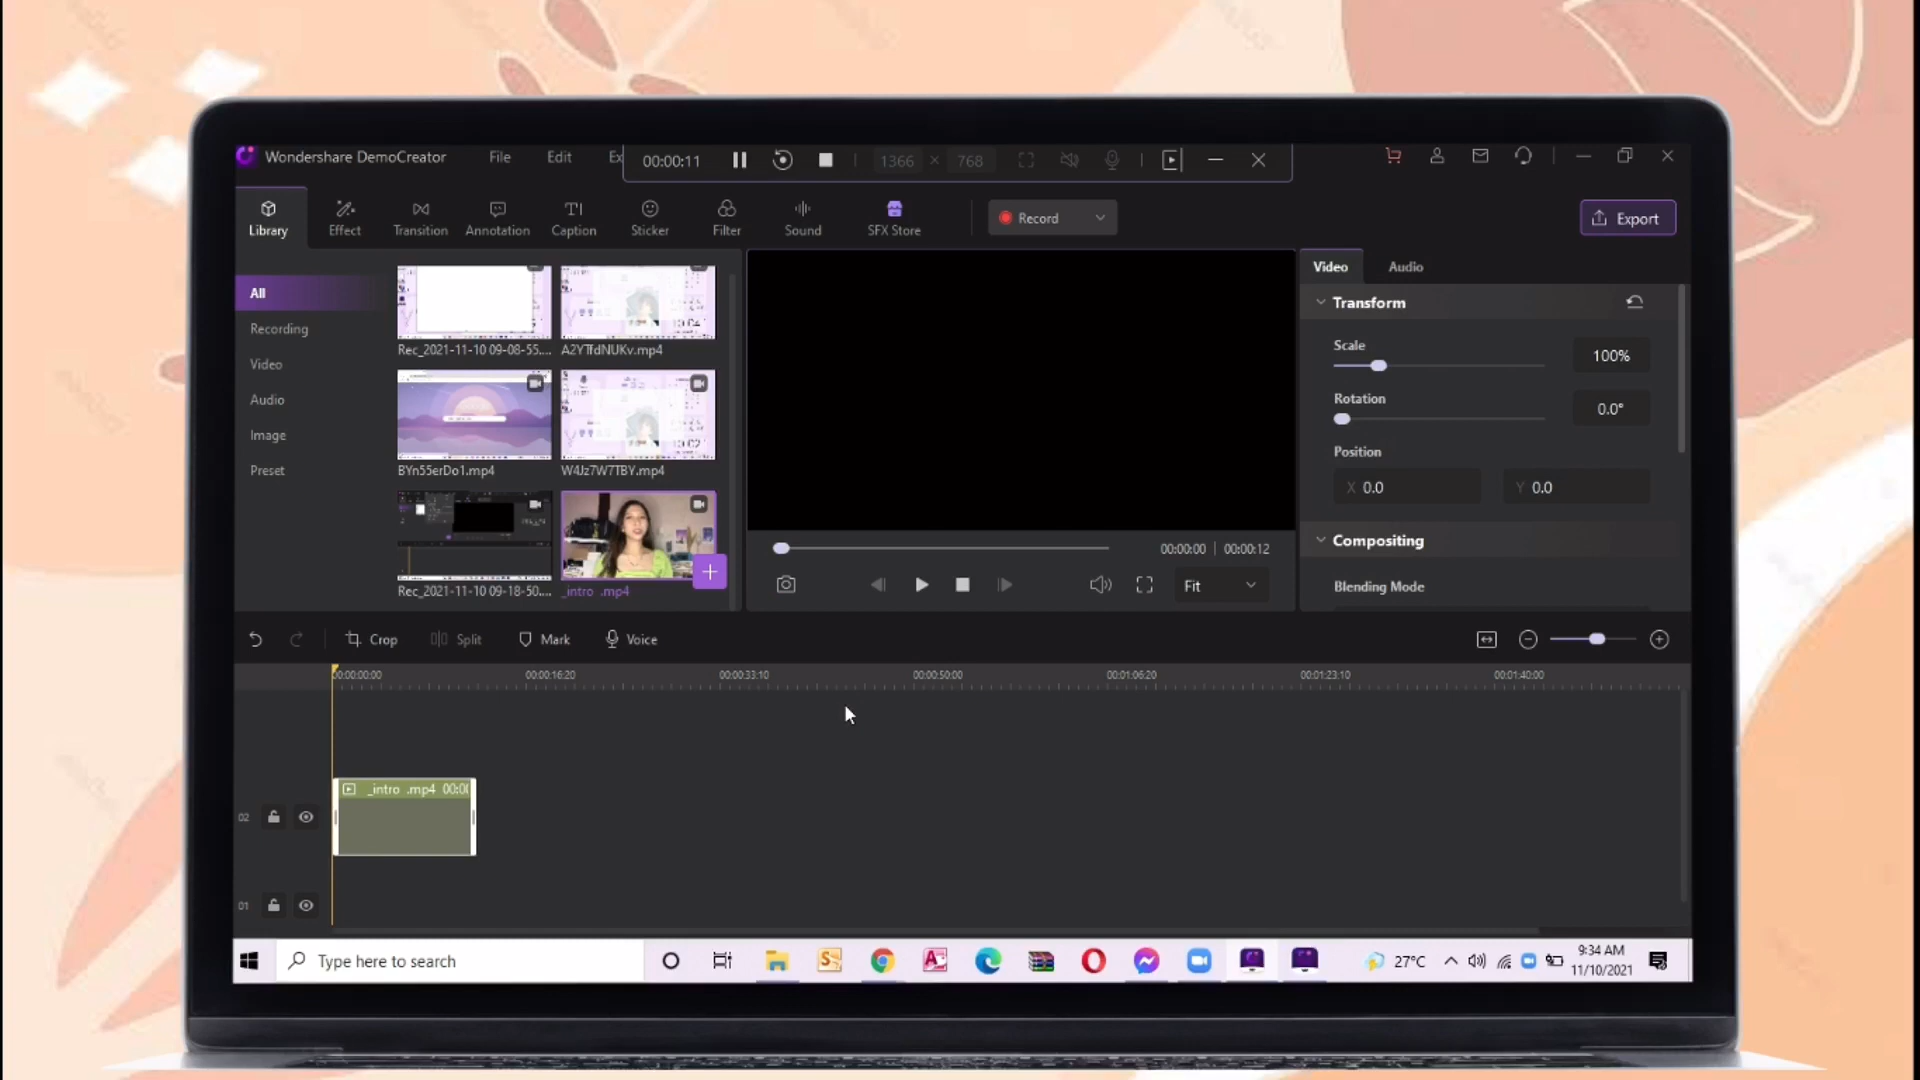 Wondershare DemoCreator
File
Edit
Ex
00:00:11
1366 × 768
Library
Effect
Transition
Annotation
Caption
Sticker
Filter
Sound
SFX Store
Record
Export
All
Recording
Video
Audio
Image
Preset
Rec_2021-11-10 09-08-55....
A2YTfdNUKv.mp4
BYn55erDo1.mp4
W4Jz7W7TBY.mp4
Rec_2021-11-10 09-18-50....
_intro .mp4
00:00:00 | 00:00:12
Fit
Video
Audio
Transform
Scale
100%
Rotation
0.0°
Position
X 0.0
Y 0.0
Compositing
Blending Mode
Crop
Split
Mark
Voice
00:00:00:00
00:00:16:20
00:00:33:10
00:00:50:00
00:01:06:20
00:01:23:10
00:01:40:00
_intro .mp4 00:00
02
01
Type here to search
27°C
9:34 AM
11/10/2021